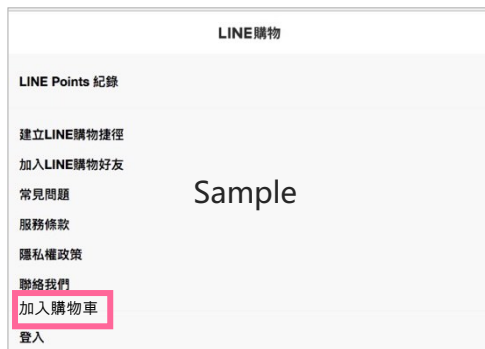 LINE購物
LINE Points 紀錄
建立LINE購物捷徑
加入LINE購物好友
常見問題
Sample
服務條款
隱私權政策
聯絡我們
加入購物車
登入